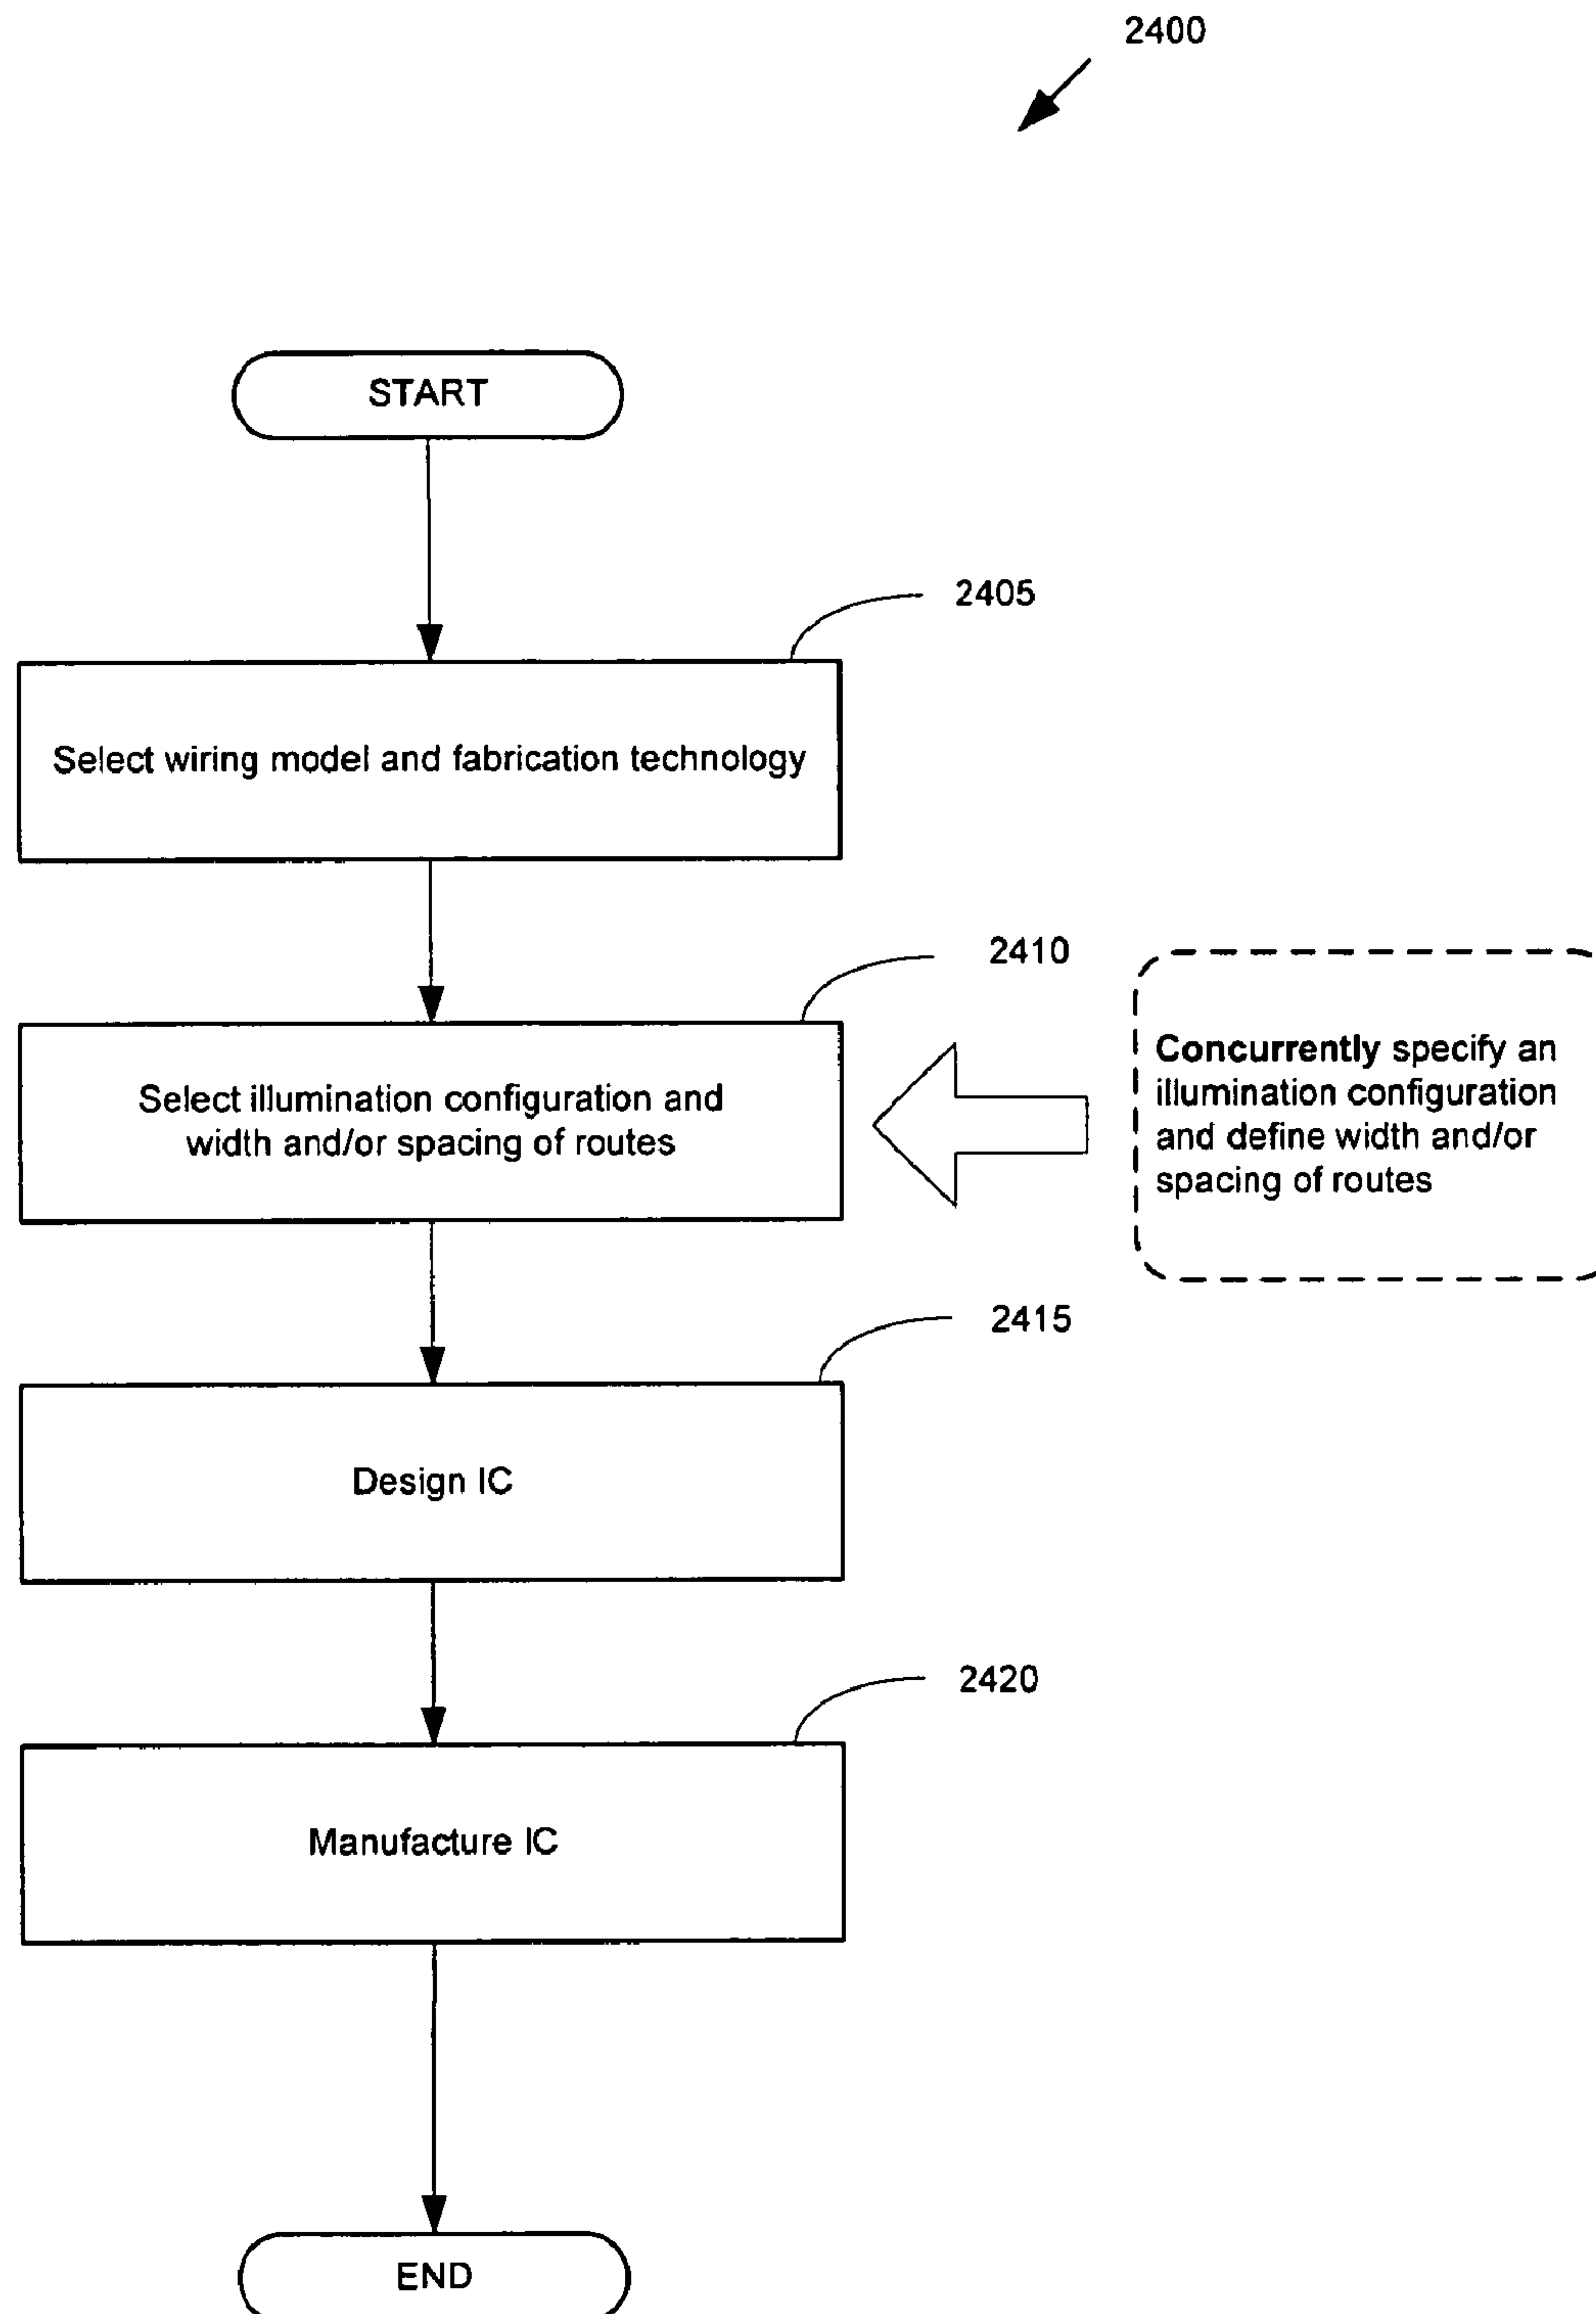 2400
START
2405
Select wiring model and fabrication technology
2410
Select illumination configuration and
width and/or spacing of routes
Concurrently specify an
illumination configuration
and define width and/or
spacing of routes
2415
Design IC
2420
Manufacture IC
END